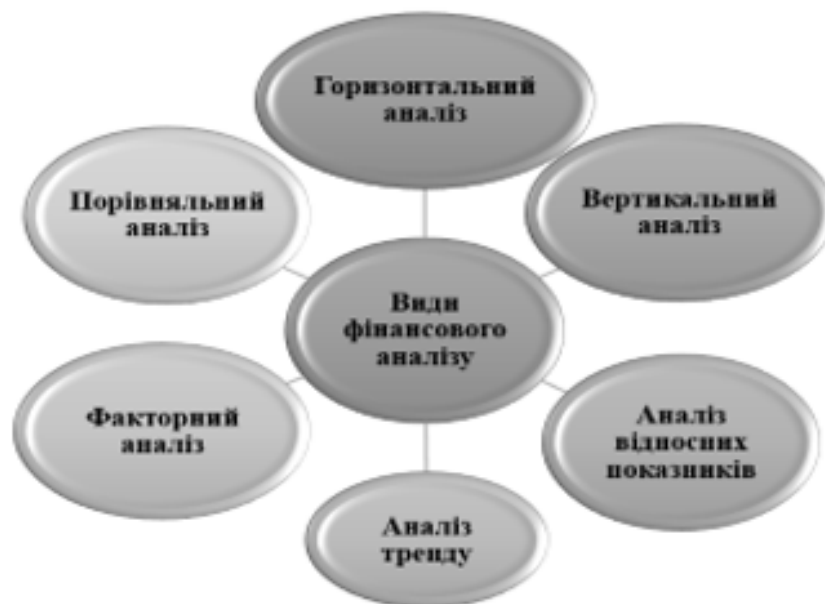 Горизонтальний
аналіз
Порівняльний
аналіз
Вертикальний
аналіз
Види
фінансового
аналізу
Факторний
аналіз
Аналіз
відносних
показників
Аналіз
тренду